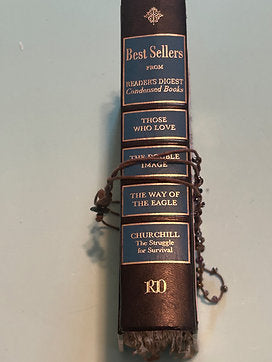 Best Sellers
FROM
READER'S DIGEST
Condensed Books
THOSE
WHO LOVE
THE DOUBLE
IMAGE
THE WAY OF
THE EAGLE
CHURCHILL
The Struggle
for Survival
RD